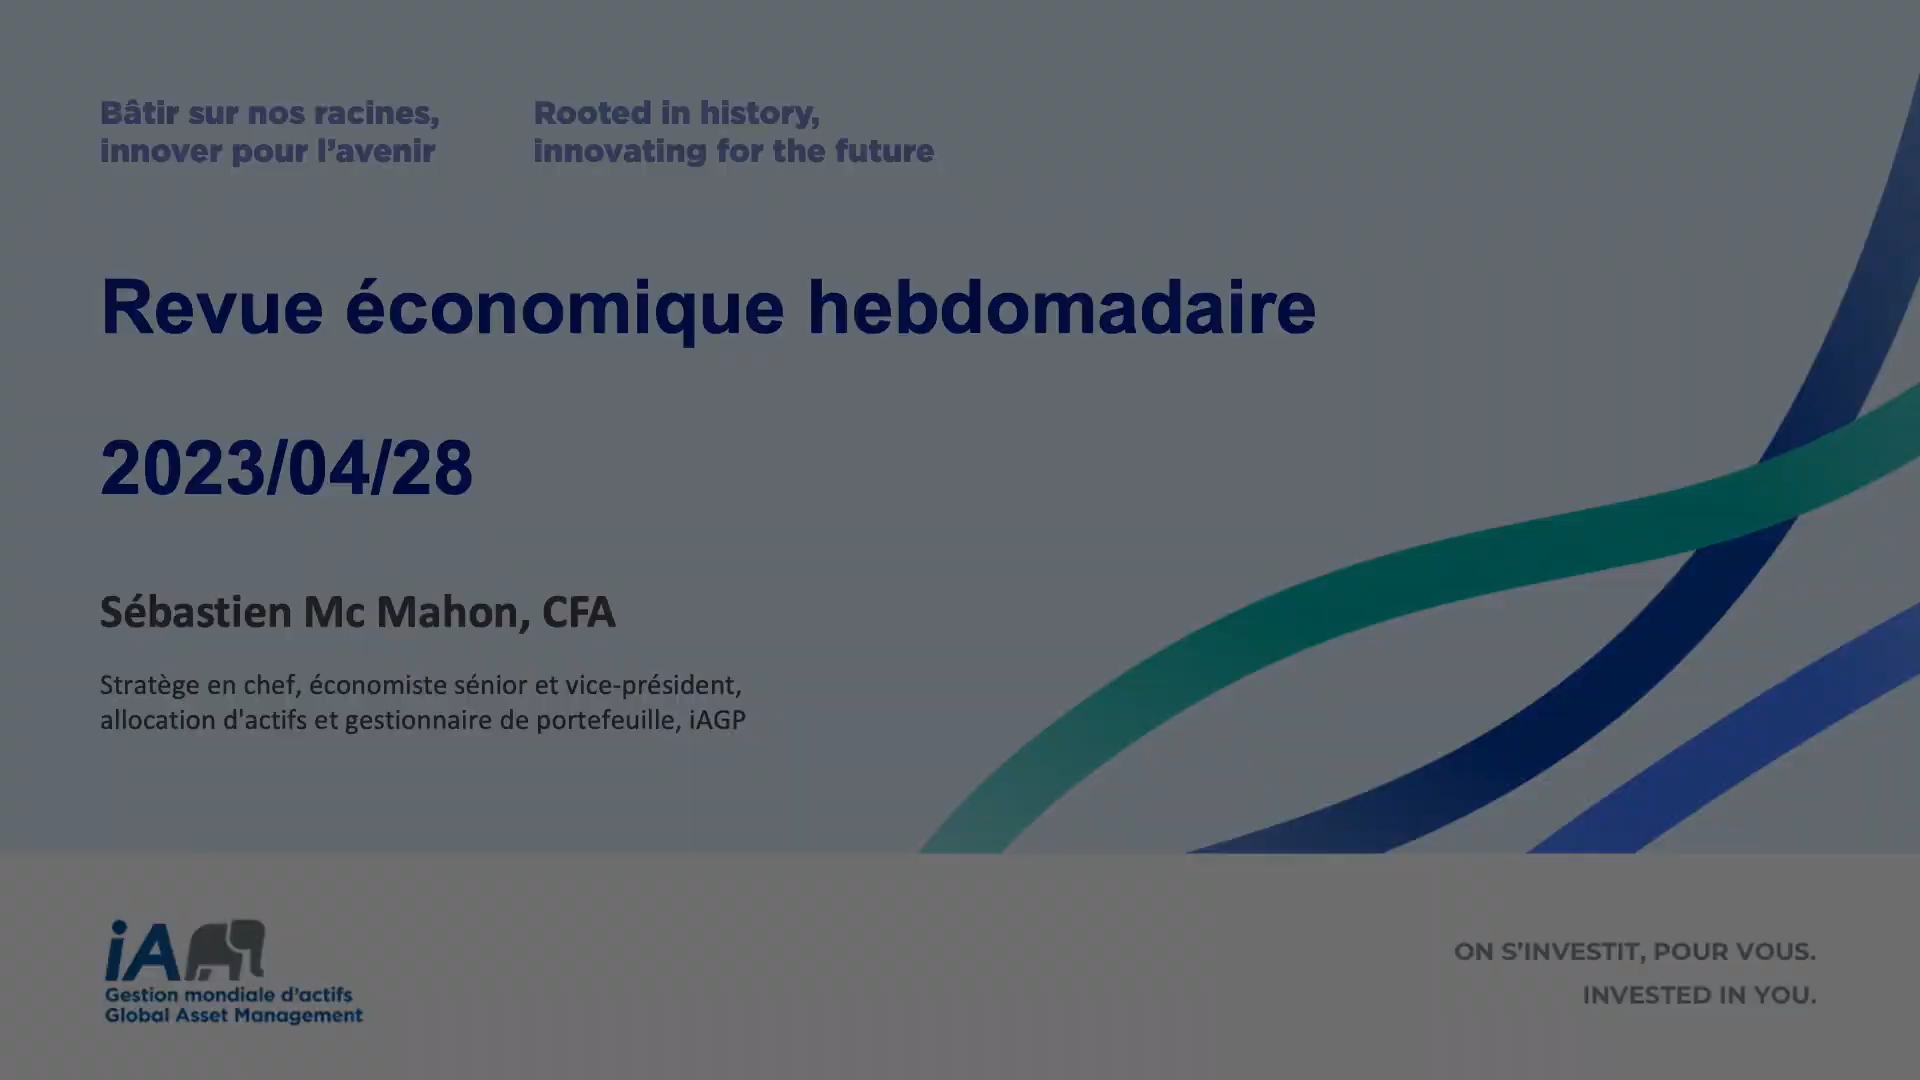 Bâtir sur nos racines,
innover pour l'avenir
Rooted in history,
innovating for the future
Revue économique hebdomadaire
2023/04/28
Sébastien Mc Mahon, CFA
Stratège en chef, économiste sénior et vice-président,
allocation d'actifs et gestionnaire de portefeuille, iAGP
iA
Gestion mondiale d'actifs
Global Asset Management
ON S'INVESTIT, POUR VOUS.
INVESTED IN YOU.